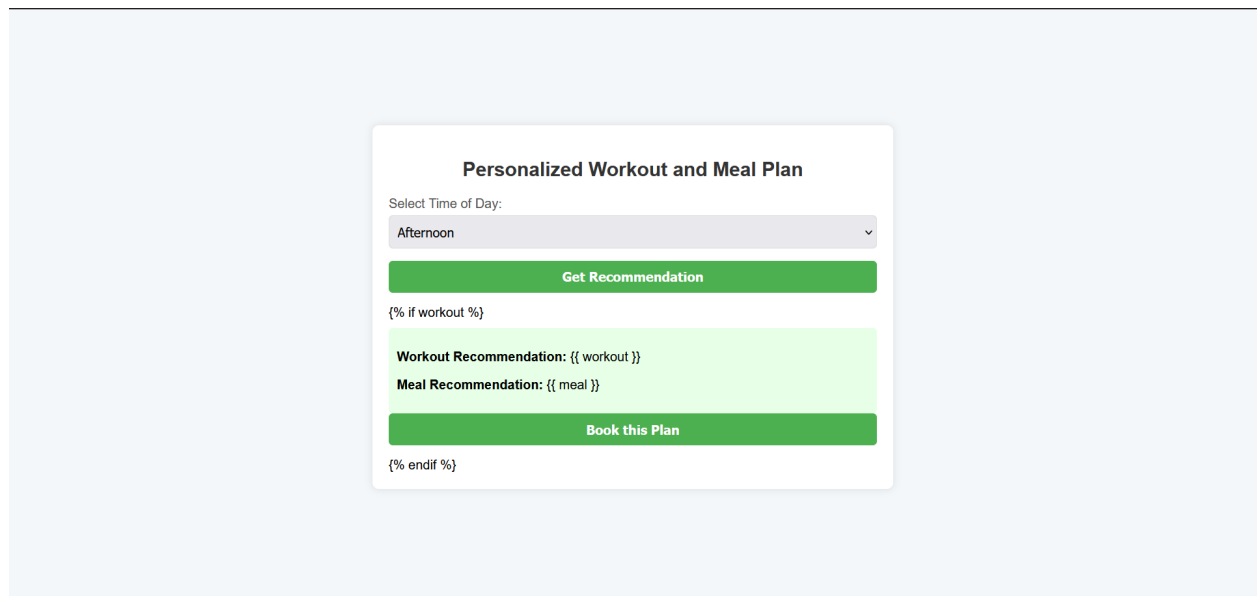 Personalized Workout and Meal Plan
Select Time of Day:
Afternoon
Get Recommendation
{% if workout %}
Workout Recommendation: {{ workout }}
Meal Recommendation: {{ meal }}
Book this Plan
{% endif %}